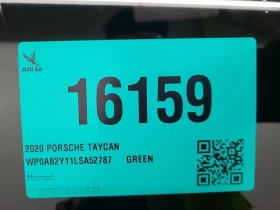 ADESA
16159
2020 PORSCHE TAYCAN
WP0AB2Y11LSA52787 GREEN